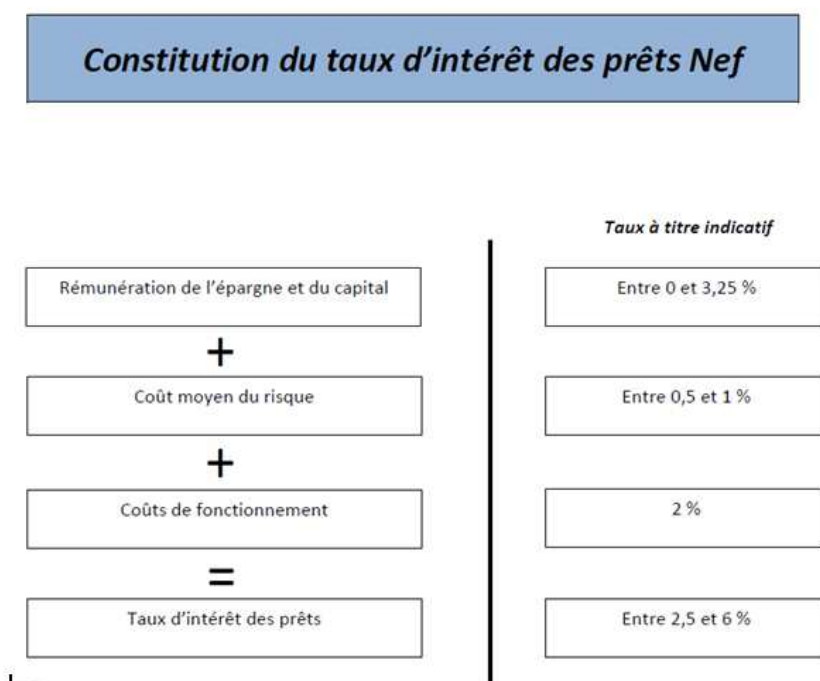 Constitution du taux d’intérêt des prêts Nef
Taux à titre indicatif
Rémunération de l’épargne et du capital
Entre 0 et 3,25 %
+
Coût moyen du risque
Entre 0,5 et 1 %
+
Coûts de fonctionnement
2 %
=
Taux d’intérêt des prêts
Entre 2,5 et 6 %